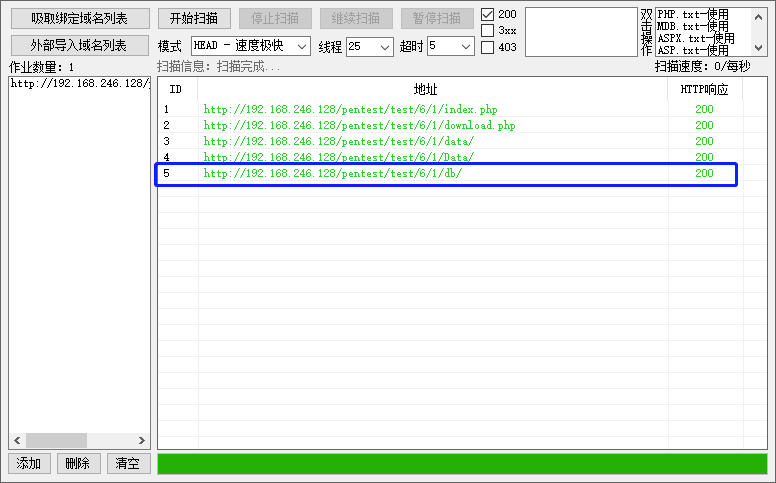 吸取绑定域名列表
开始扫描
停止扫描
继续扫描
暂停扫描
200
3xx
403
双击操作
PHP.txt-使用
MDB.txt-使用
ASPX.txt-使用
ASP.txt-使用
外部导入域名列表
模式
HEAD - 速度极快
线程
25
超时
5
作业数量: 1
扫描信息: 扫描完成...
扫描速度: 0/每秒
http://192.168.246.128/
ID 地址 HTTP响应
1 http://192.168.246.128/pentest/test/6/1/index.php 200
2 http://192.168.246.128/pentest/test/6/1/download.php 200
3 http://192.168.246.128/pentest/test/6/1/data/ 200
4 http://192.168.246.128/pentest/test/6/1/Data/ 200
5 http://192.168.246.128/pentest/test/6/1/db/ 200
添加
删除
清空